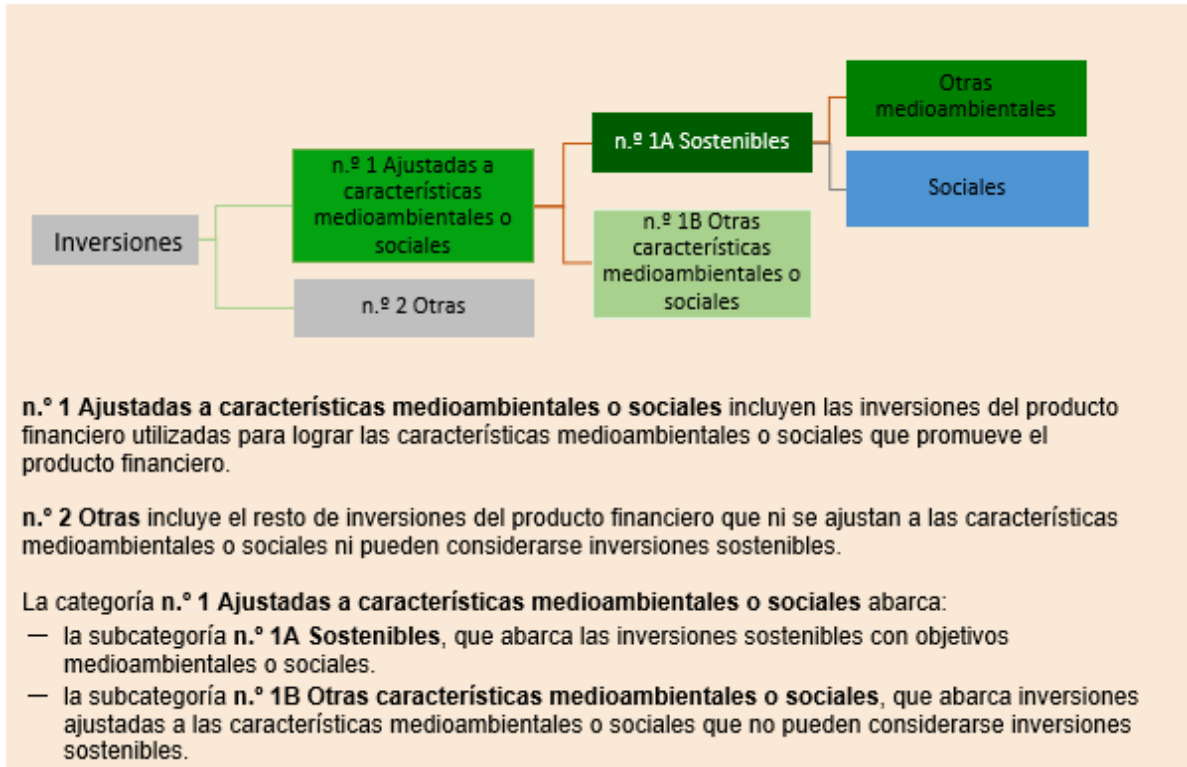 Inversiones
n.º 1 Ajustadas a
características
medioambientales o
sociales
n.º 2 Otras
n.º 1A Sostenibles
n.º 1B Otras
características
medioambientales o
sociales
Otras
medioambientales
Sociales
n.º 1 Ajustadas a características medioambientales o sociales incluyen las inversiones del producto
financiero utilizadas para lograr las características medioambientales o sociales que promueve el
producto financiero.
n.º 2 Otras incluye el resto de inversiones del producto financiero que ni se ajustan a las características
medioambientales o sociales ni pueden considerarse inversiones sostenibles.
La categoría n.º 1 Ajustadas a características medioambientales o sociales abarca:
— la subcategoría n.º 1A Sostenibles, que abarca las inversiones sostenibles con objetivos
medioambientales o sociales.
— la subcategoría n.º 1B Otras características medioambientales o sociales, que abarca inversiones
ajustadas a las características medioambientales o sociales que no pueden considerarse inversiones
sostenibles.